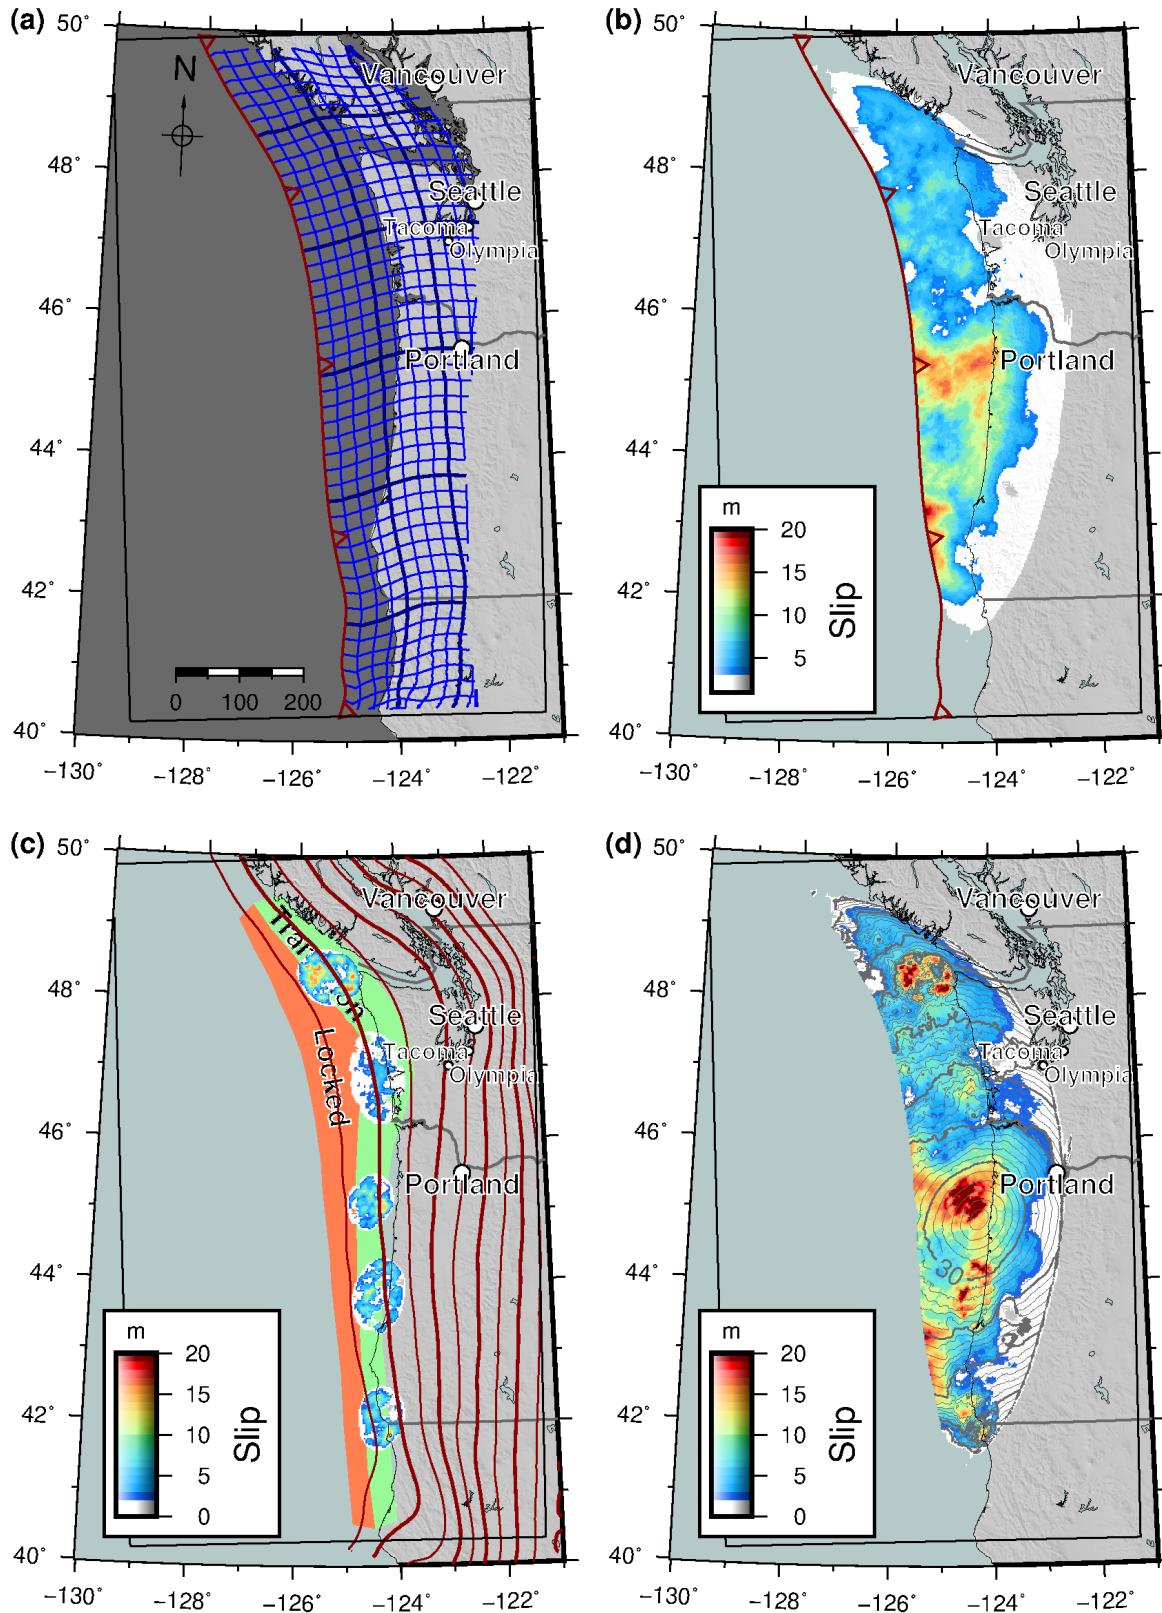 (a)
50°
48°
46°
44°
42°
40°
−130°
−128°
−126°
−124°
−122°
N
Vancouver
Seattle
Tacoma
Olympia
Portland
0
100
200
(b)
50°
48°
46°
44°
42°
40°
−130°
−128°
−126°
−124°
−122°
Vancouver
Seattle
Tacoma
Olympia
Portland
m
20
15
10
5
Slip
(c)
50°
48°
46°
44°
42°
40°
−130°
−128°
−126°
−124°
−122°
Vancouver
Seattle
Tacoma
Olympia
Portland
Locked
m
20
15
10
5
0
Slip
(d)
50°
48°
46°
44°
42°
40°
−130°
−128°
−126°
−124°
−122°
Vancouver
Seattle
Tacoma
Olympia
Portland
30
m
20
15
10
5
0
Slip